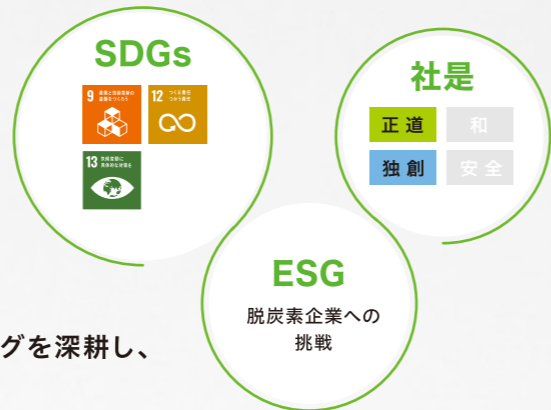 SDGs
9 産業と技術革新の
基盤をつくろう
12 つくる責任
つかう責任
13 気候変動に
具体的な対策を
社是
正道
和
独創
安全
ESG
脱炭素企業への
挑戦
グを深耕し、